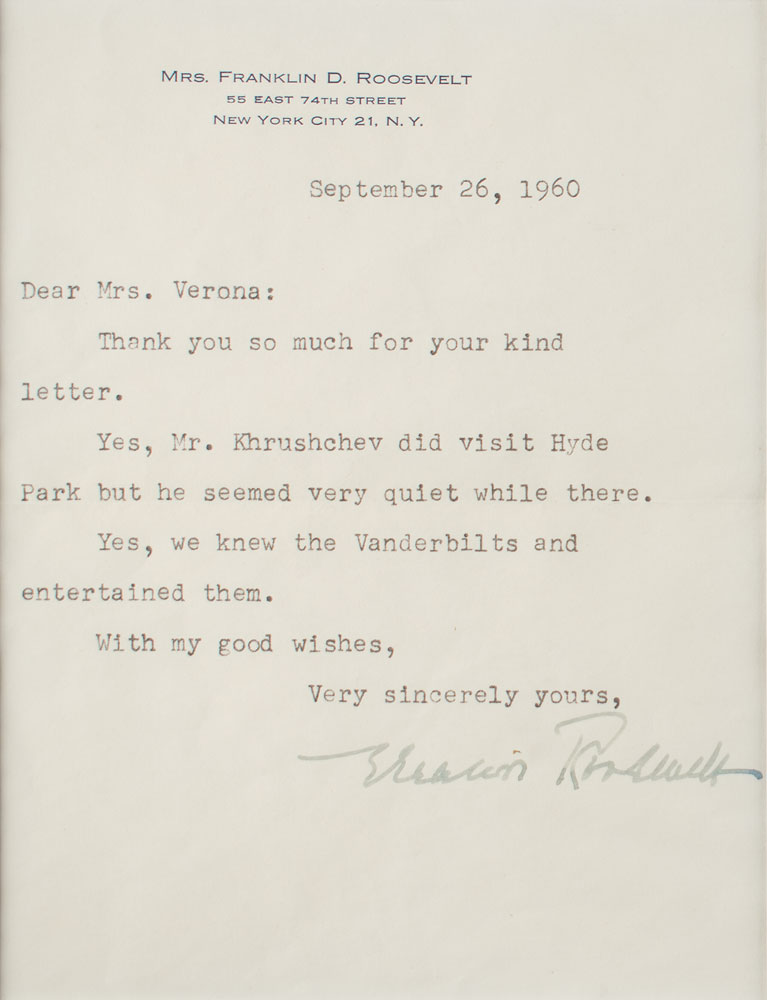 Mrs. Franklin D. Roosevelt
55 East 74th Street
New York City 21, N. Y.
September 26, 1960
Dear Mrs. Verona:
Thank you so much for your kind
letter.
Yes, Mr. Khrushchev did visit Hyde
Park but he seemed very quiet while there.
Yes, we knew the Vanderbilts and
entertained them.
With my good wishes,
Very sincerely yours,
Eleanor Roosevelt